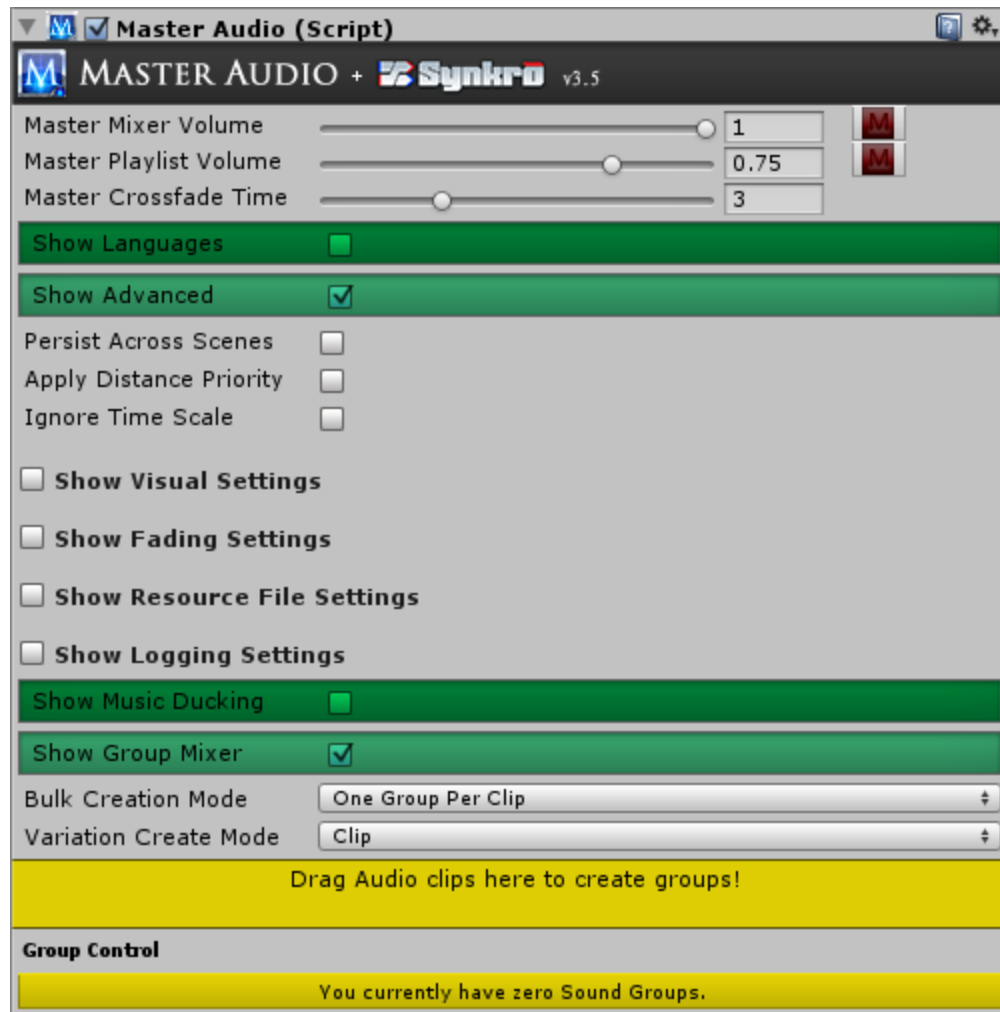 Master Audio (Script)
M MASTER AUDIO + Synkro v3.5
Master Mixer Volume 1 M
Master Playlist Volume 0.75 M
Master Crossfade Time 3
Show Languages
Show Advanced
Persist Across Scenes
Apply Distance Priority
Ignore Time Scale
Show Visual Settings
Show Fading Settings
Show Resource File Settings
Show Logging Settings
Show Music Ducking
Show Group Mixer
Bulk Creation Mode One Group Per Clip
Variation Create Mode Clip
Drag Audio clips here to create groups!
Group Control
You currently have zero Sound Groups.